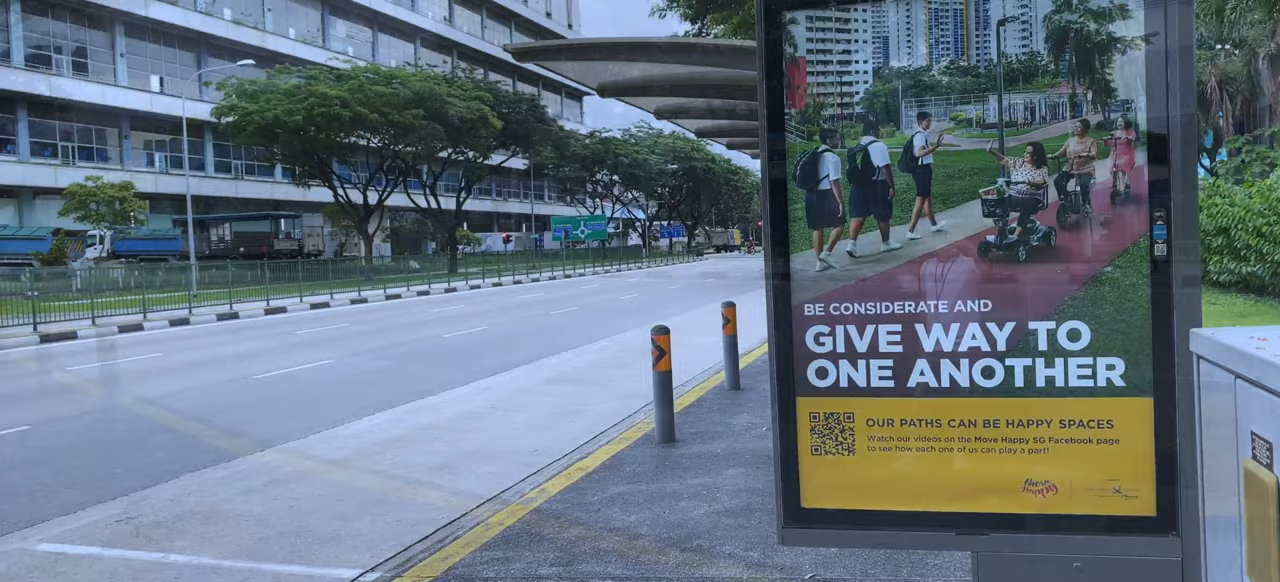 BE CONSIDERATE AND
GIVE WAY TO
ONE ANOTHER
OUR PATHS CAN BE HAPPY SPACES
Watch our videos on the Move Happy SG Facebook page
to see how each one of us can play a part!
Move
Happy